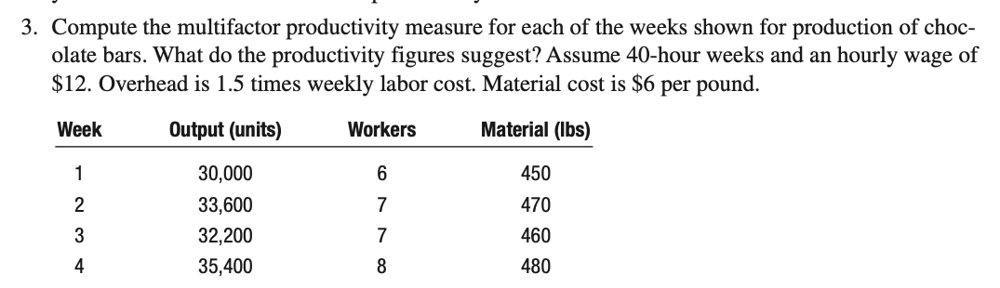 3. Compute the multifactor productivity measure for each of the weeks shown for production of choc-
olate bars. What do the productivity figures suggest? Assume 40-hour weeks and an hourly wage of
$12. Overhead is 1.5 times weekly labor cost. Material cost is $6 per pound.
Week Output (units) Workers Material (lbs)
1 30,000 6 450
2 33,600 7 470
3 32,200 7 460
4 35,400 8 480